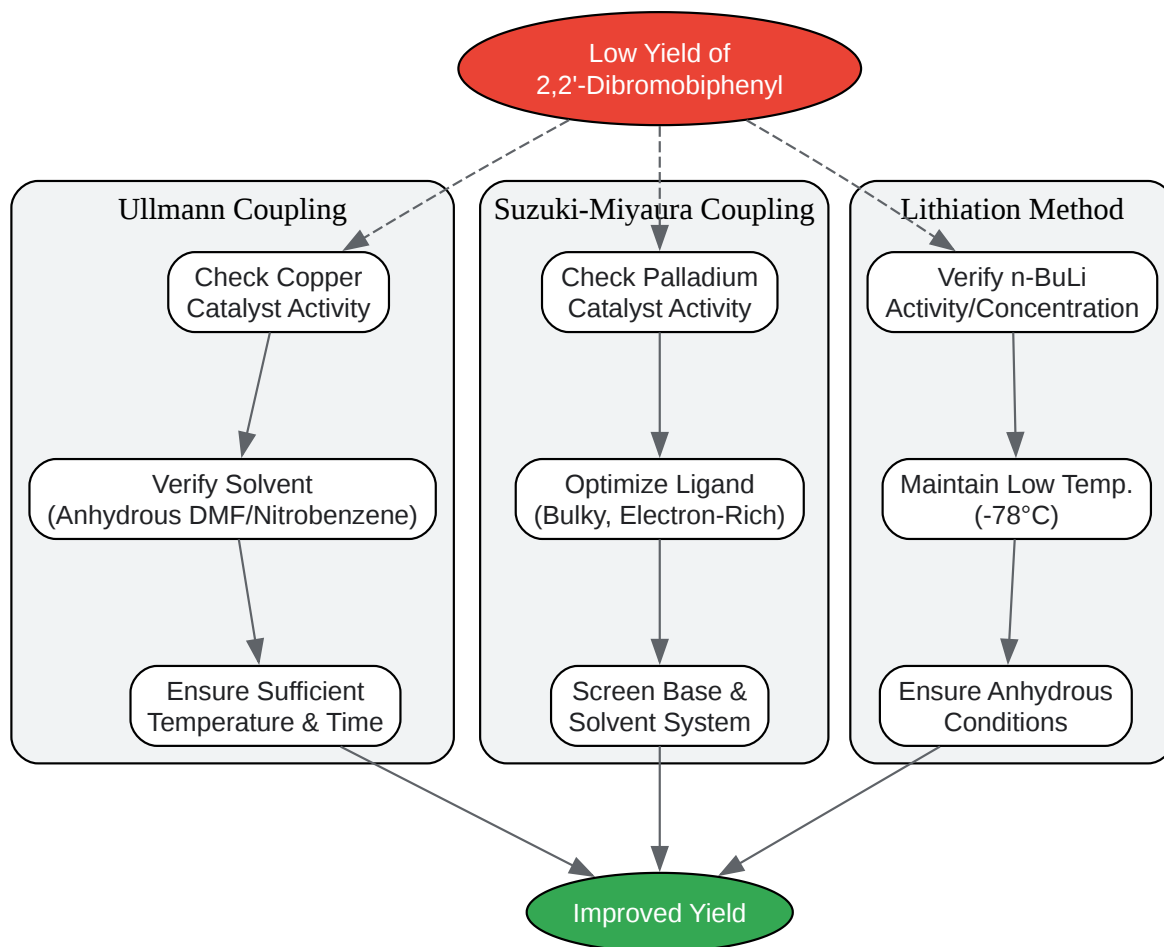 Low Yield of
2,2'-Dibromobiphenyl
Ullmann Coupling
Check Copper
Catalyst Activity
Verify Solvent
(Anhydrous DMF/Nitrobenzene)
Ensure Sufficient
Temperature & Time
Suzuki-Miyaura Coupling
Check Palladium
Catalyst Activity
Optimize Ligand
(Bulky, Electron-Rich)
Screen Base &
Solvent System
Lithiation Method
Verify n-BuLi
Activity/Concentration
Maintain Low Temp.
(-78°C)
Ensure Anhydrous
Conditions
Improved Yield